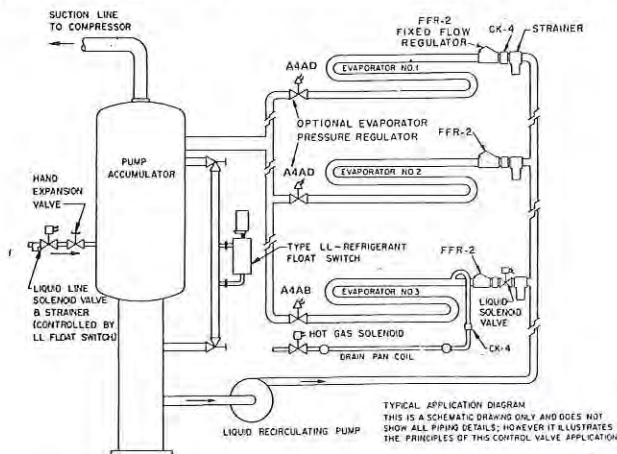 SUCTION LINE
TO COMPRESSOR
FFR-2
FIXED FLOW
REGULATOR
CK-4
STRAINER
A4AD
EVAPORATOR NO.1
OPTIONAL EVAPORATOR
PRESSURE REGULATOR
FFR-2
PUMP
ACCUMULATOR
A4AD
EVAPORATOR NO.2
HAND
EXPANSION
VALVE
TYPE LL-REFRIGERANT
FLOAT SWITCH
FFR-2
LIQUID LINE
SOLENOID VALVE
& STRAINER
(CONTROLLED BY
LL FLOAT SWITCH)
A4AB
EVAPORATOR NO.3
LIQUID
SOLENOID
VALVE
HOT GAS SOLENOID
DRAIN PAN COIL
CK-4
LIQUID RECIRCULATING PUMP
TYPICAL APPLICATION DIAGRAM
THIS IS A SCHEMATIC DRAWING ONLY AND DOES NOT
SHOW ALL PIPING DETAILS; HOWEVER IT ILLUSTRATES
THE PRINCIPLES OF THIS CONTROL VALVE APPLICATION